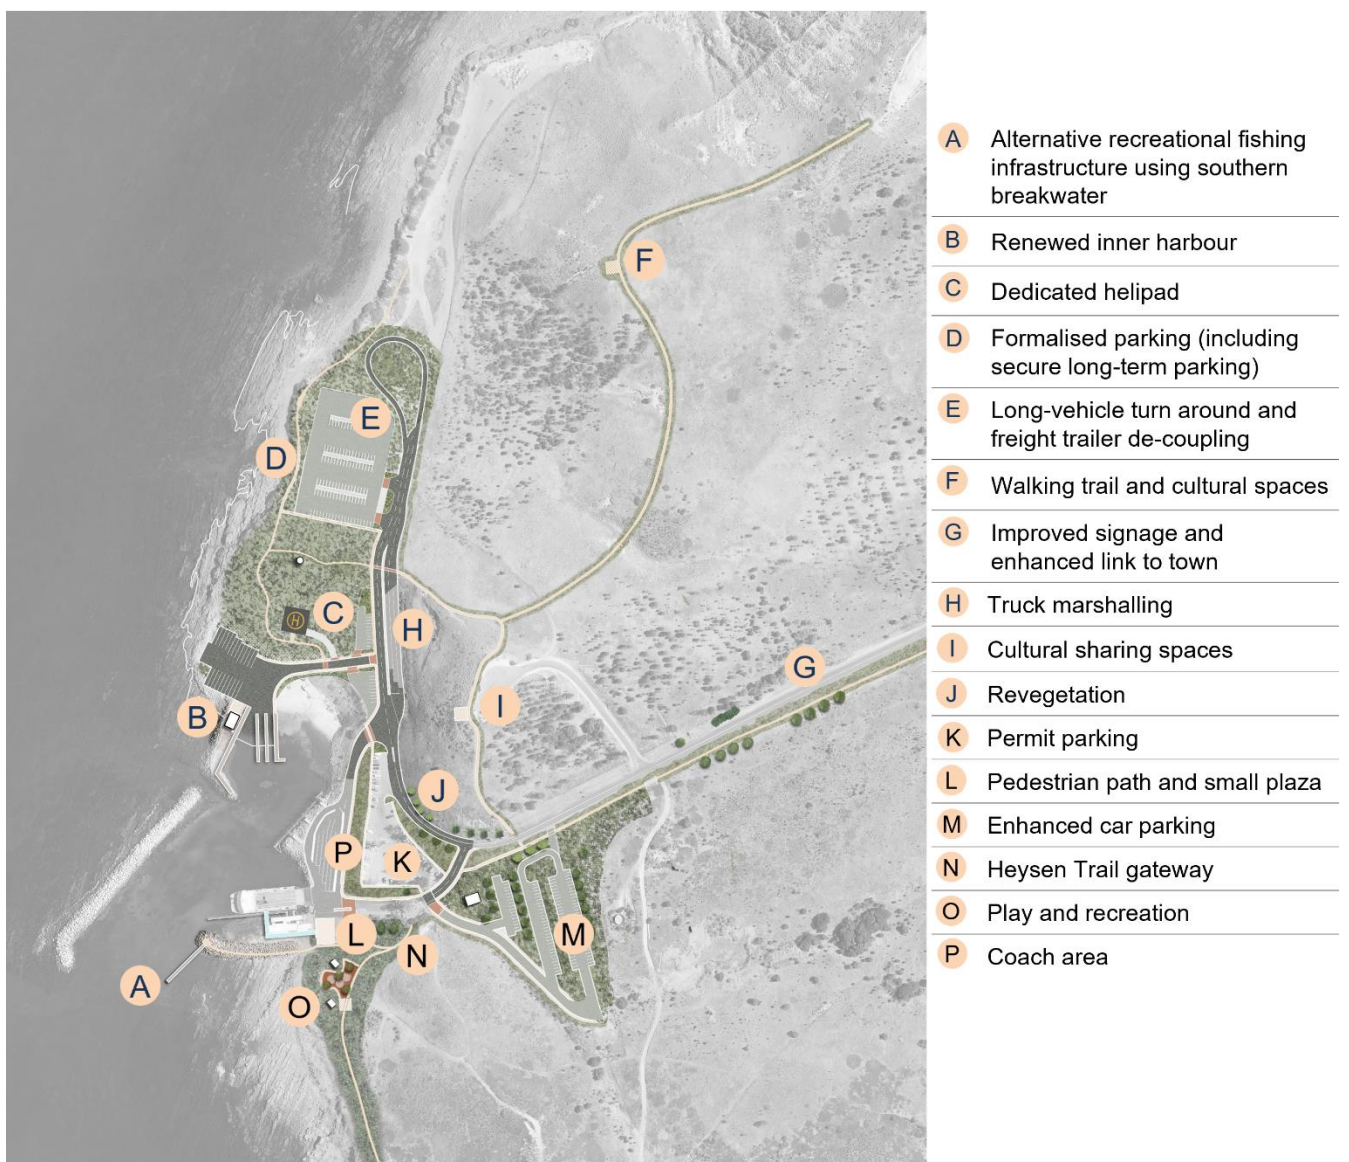 F
E
D
C
H
H
G
I
B
J
P
K
L
M
N
A
O
A Alternative recreational fishing
infrastructure using southern
breakwater
B Renewed inner harbour
C Dedicated helipad
D Formalised parking (including
secure long-term parking)
E Long-vehicle turn around and
freight trailer de-coupling
F Walking trail and cultural spaces
G Improved signage and
enhanced link to town
H Truck marshalling
I Cultural sharing spaces
J Revegetation
K Permit parking
L Pedestrian path and small plaza
M Enhanced car parking
N Heysen Trail gateway
O Play and recreation
P Coach area